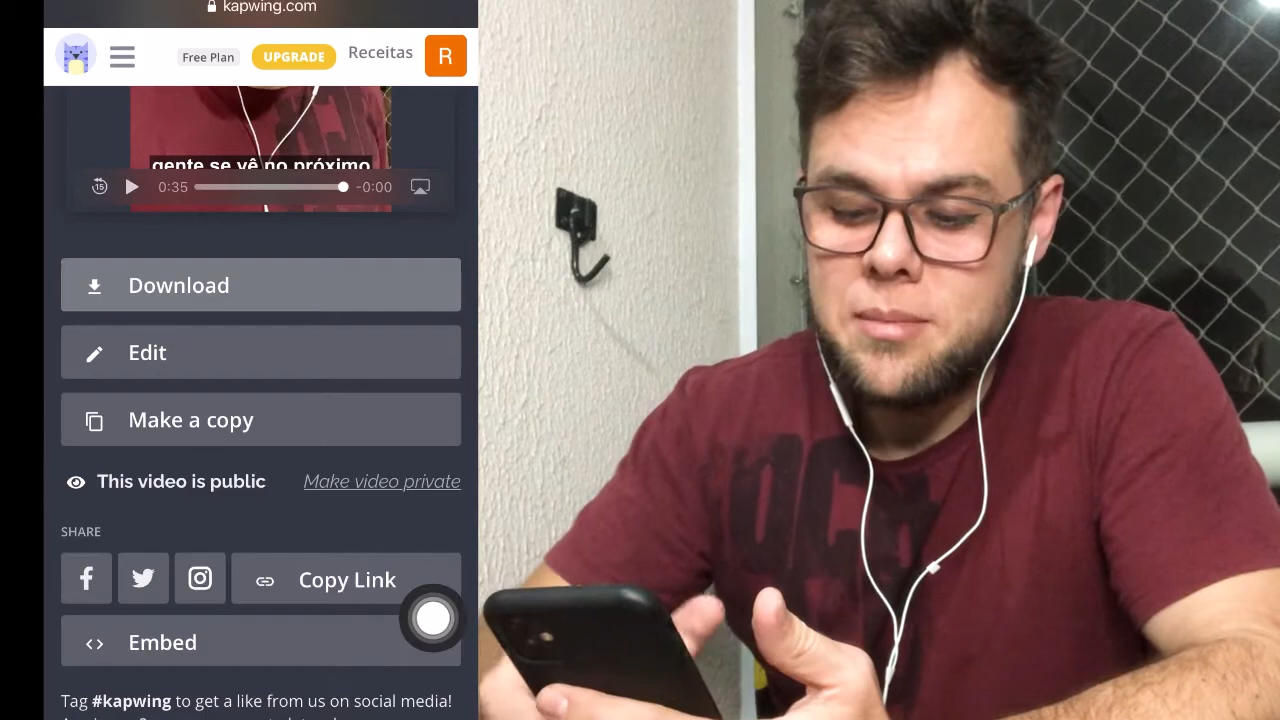 kapwing.com
Free Plan
UPGRADE
Receitas
R
gente se vê no próximo
15
0:35
-0:00
Download
Edit
Make a copy
This video is public
Make video private
SHARE
Copy Link
Embed
Tag #kapwing to get a like from us on social media!